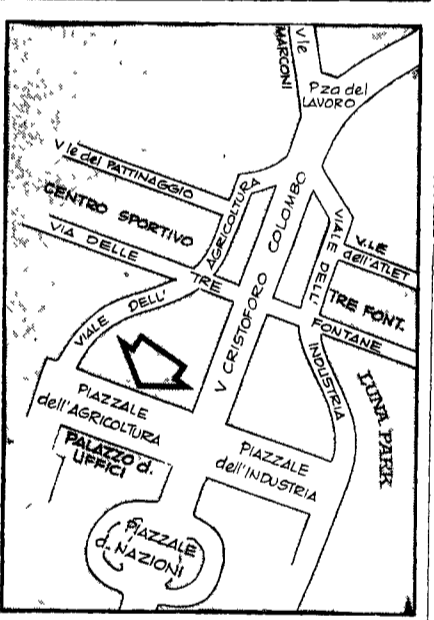 V le
MARCONI
Pza del
LAVORO
V le del PATTINAGGIO
CENTRO SPORTIVO
VIA DELLE
TRE
FONTANE
AGRICOLTURA
VIALE DELL'
V CRISTOFORO COLOMBO
VIALE DELL'
INDUSTRIA
V.LE
dell'ATLET
TRE FONT.
LUNA PARK
PIAZZALE
dell'AGRICOLTURA
PALAZZO d.
UFFICI
PIAZZALE
dell'INDUSTRIA
PIAZZALE
d. NAZIONI